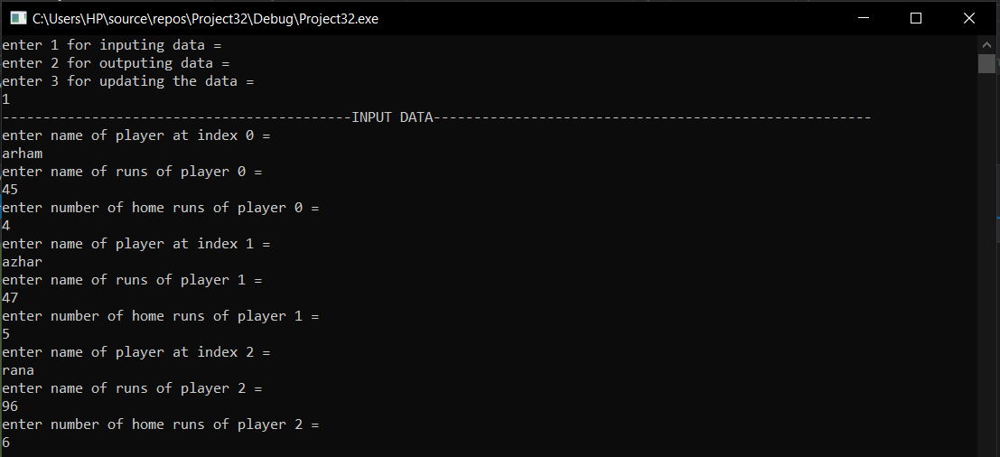 C:\Users\HP\source\repos\Project32\Debug\Project32.exe
enter 1 for inputing data =
enter 2 for outputing data =
enter 3 for updating the data =
1
-------------------------------------------INPUT DATA------------------------------------------------------
enter name of player at index 0 =
arham
enter name of runs of player 0 =
45
enter number of home runs of player 0 =
4
enter name of player at index 1 =
azhar
enter name of runs of player 1 =
47
enter number of home runs of player 1 =
5
enter name of player at index 2 =
rana
enter name of runs of player 2 =
96
enter number of home runs of player 2 =
6